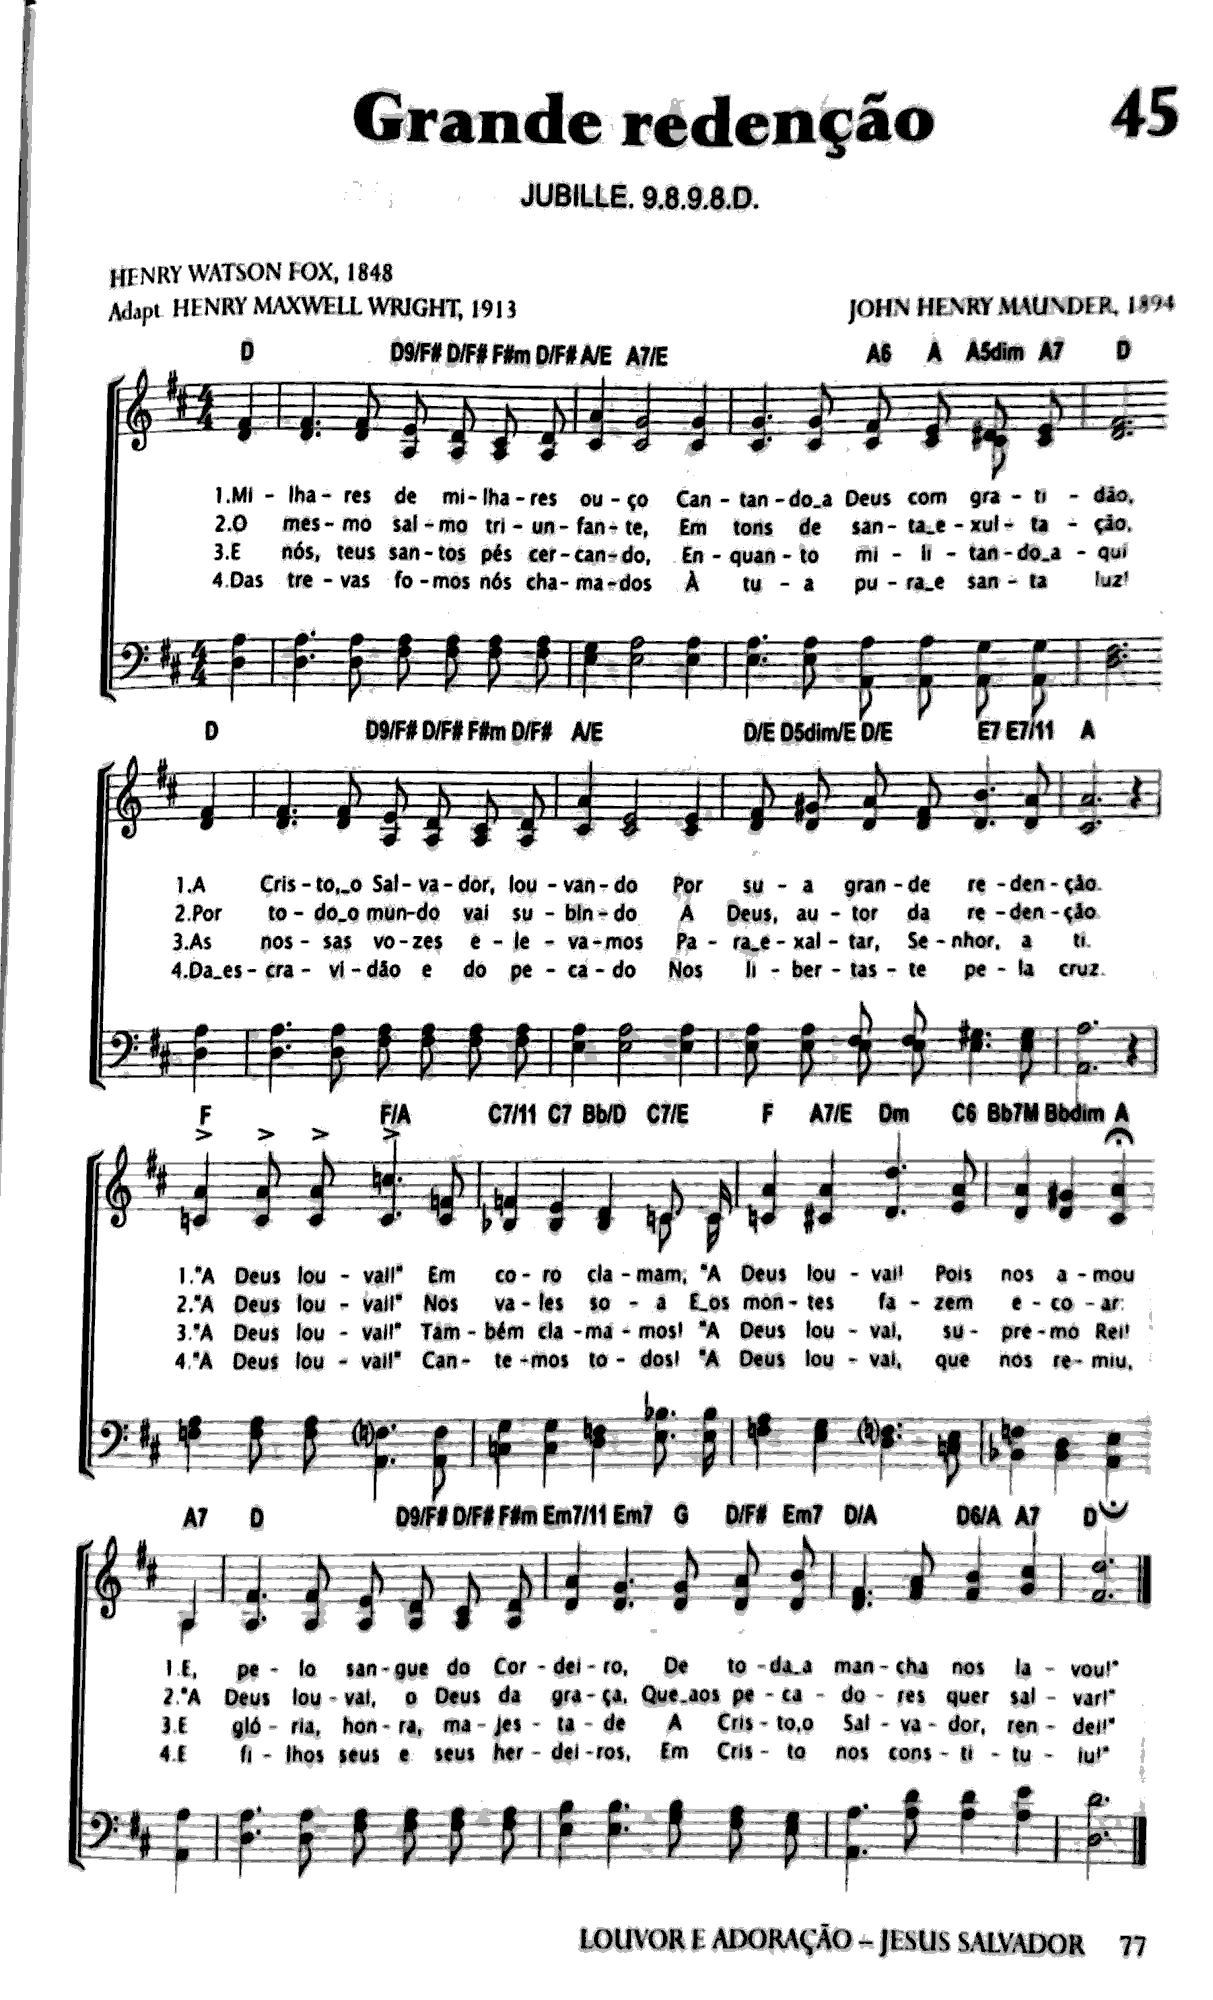 Grande redenção 45
JUBILLE. 9.8.9.8.D.
HENRY WATSON FOX, 1848
Adapt. HENRY MAXWELL WRIGHT, 1913 JOHN HENRY MAUNDER, 1894
D D9/F# D/F# F#m D/F# A/E A7/E A6 A A5dim A7 D
1.Mi - lha - res de mi - lha - res ou - ço Can - tan - do_a Deus com gra - ti - dão,
2.O mes - mo sal - mo tri - un - fan - te, Em tons de san - ta_e - xul - ta - ção,
3.E nós, teus san - tos pés cer - can - do, En - quan - to mi - li - tan - do_a - qui
4.Das tre - vas fo - mos nós cha - ma - dos À tu - a pu - ra_e san - ta luz!
D D9/F# D/F# F#m D/F# A/E D/E D5dim/E D/E E7 E7/11 A
1.A Cris - to,_o Sal - va - dor, lou - van - do Por su - a gran - de re - den - ção.
2.Por to - do_o mun - do vai su - bin - do A Deus, au - tor da re - den - ção
3.As nos - sas vo - zes e - le - va - mos Pa - ra_e - xal - tar, Se - nhor, a ti.
4.Da_es - cra - vi - dão e do pe - ca - do Nos li - ber - tas - te pe - la cruz.
F F/A C7/11 C7 Bb/D C7/E F A7/E Dm C6 Bb7M Bbdim A
1."A Deus lou - vai!" Em co - ro cla - mam; "A Deus lou - vai! Pois nos a - mou
2."A Deus lou - vai!" Nos va - les so - a E_os mon - tes fa - zem e - co - ar:
3."A Deus lou - vai!" Tam - bém cla - ma - mos! "A Deus lou - vai, su - pre - mo Rei!
4."A Deus lou - vai!" Can - te - mos to - dos! "A Deus lou - vai, que nos re - miu,
A7 D D9/F# D/F# F#m Em7/11 Em7 G D/F# Em7 D/A D6/A A7 D
1.E, pe - lo san - gue do Cor - dei - ro, De to - da_a man - cha nos la - vou!"
2."A Deus lou - vai, o Deus da gra - ça, Que_aos pe - ca - do - res quer sal - var!"
3.E gló - ria, hon - ra, ma - jes - ta - de A Cris - to,o Sal - va - dor, ren - dei!"
4.E fi - lhos seus e seus her - dei - ros, Em Cris - to nos cons - ti - tu - iu!"
LOUVOR E ADORAÇÃO – JESUS SALVADOR 77